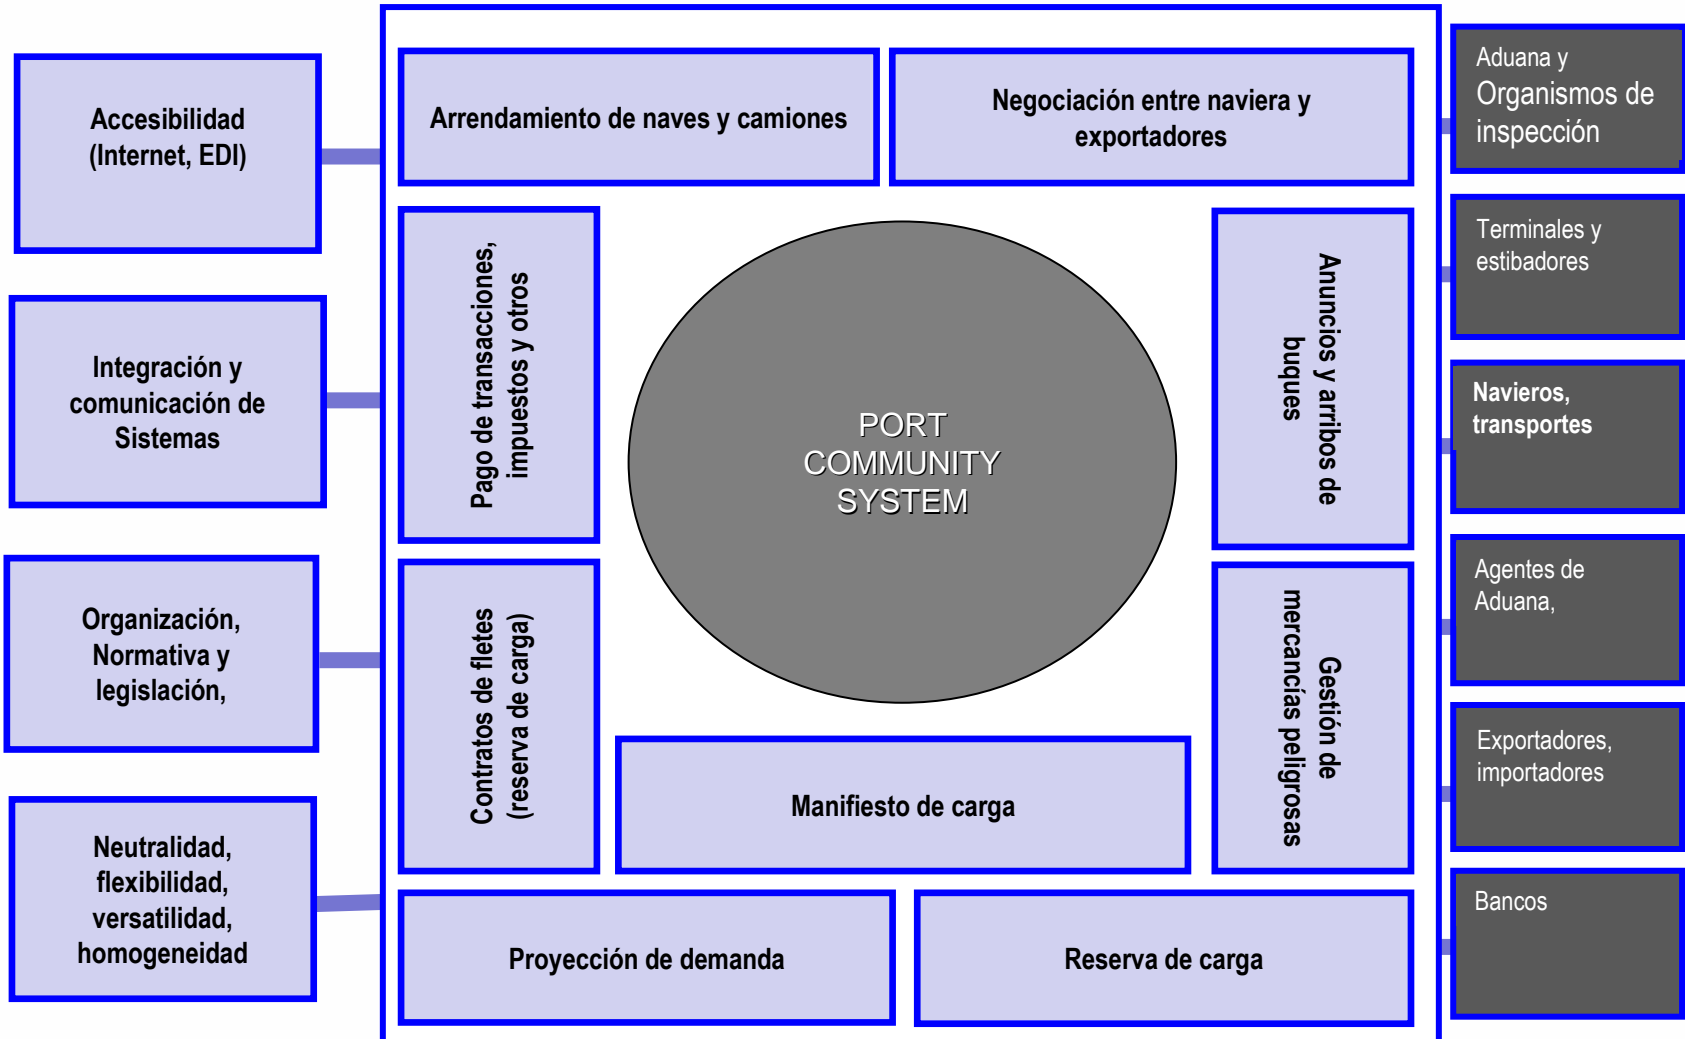 Accesibilidad
(Internet, EDI)
Integración y
comunicación de
Sistemas
Organización,
Normativa y
legislación,
Neutralidad,
flexibilidad,
versatilidad,
homogeneidad
Arrendamiento de naves y camiones
Negociación entre naviera y
exportadores
Pago de transacciones,
impuestos y otros
Contratos de fletes
(reserva de carga)
PORT
COMMUNITY
SYSTEM
Anuncios y arribos de
buques
Gestión de
mercancías peligrosas
Manifiesto de carga
Proyección de demanda
Reserva de carga
Aduana y
Organismos de
inspección
Terminales y
estibadores
Navieros,
transportes
Agentes de
Aduana,
Exportadores,
importadores
Bancos